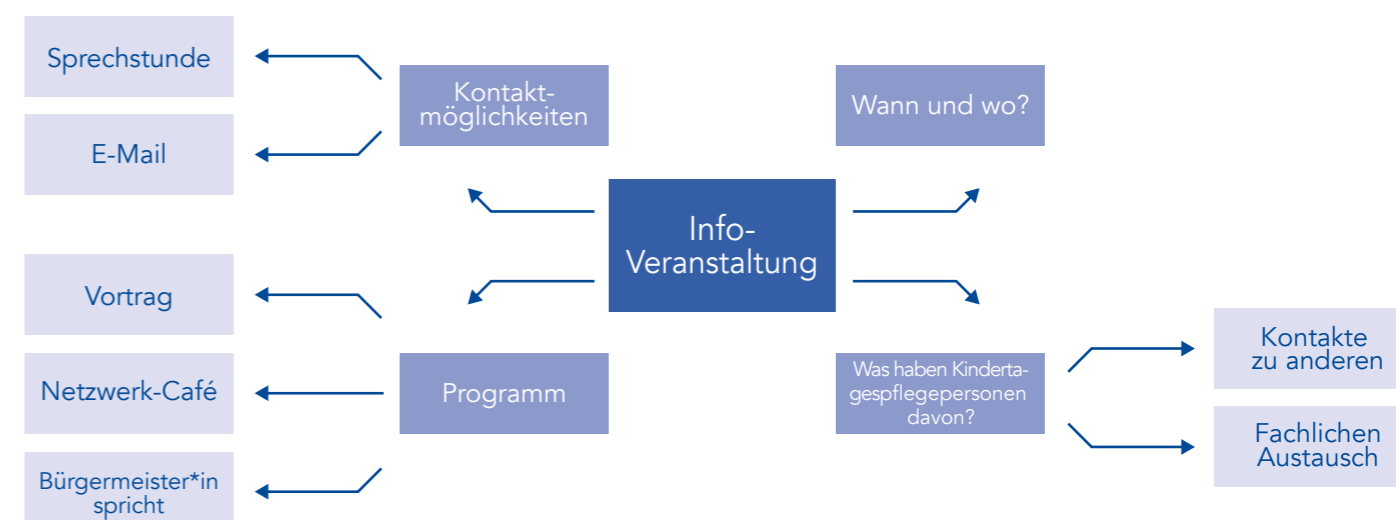 Sprechstunde
E-Mail
Kontakt-
möglichkeiten
Wann und wo?
Info-
Veranstaltung
Vortrag
Netzwerk-Café
Bürgermeister*in
spricht
Programm
Was haben Kinderta-
gespflegepersonen
davon?
Kontakte
zu anderen
Fachlichen
Austausch